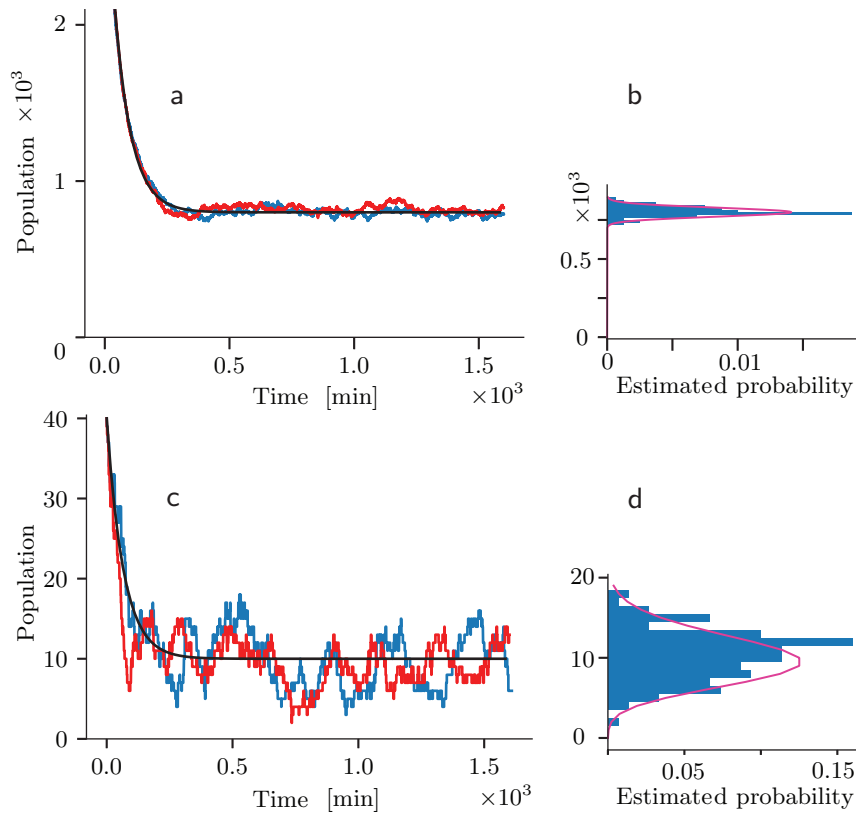 a
Population ×10³
2
1
0
0.0
0.5
1.0
1.5
Time [min]
×10³
b
×10³
0.5
0
0
0.01
Estimated probability
c
Population
40
30
20
10
0
0.0
0.5
1.0
1.5
Time [min]
×10³
d
20
10
0
0.05
0.15
Estimated probability